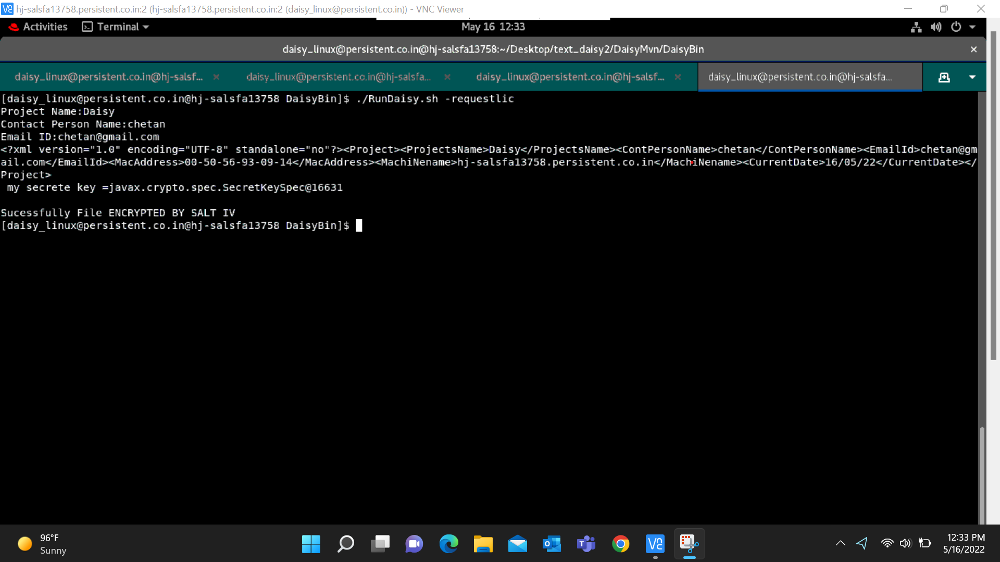 hj-salsfa13758.persistent.co.in:2 (hj-salsfa13758.persistent.co.in:2 (daisy_linux@persistent.co.in)) - VNC Viewer
Activities Terminal May 16 12:33
daisy_linux@persistent.co.in@hj-salsfa13758:~/Desktop/text_daisy2/DaisyMvn/DaisyBin
daisy_linux@persistent.co.in@hj-salsf... daisy_linux@persistent.co.in@hj-salsfa... daisy_linux@persistent.co.in@hj-salsf... daisy_linux@persistent.co.in@hj-salsfa...
[daisy_linux@persistent.co.in@hj-salsfa13758 DaisyBin]$ ./RunDaisy.sh -requestlic
Project Name:Daisy
Contact Person Name:chetan
Email ID:chetan@gmail.com
<?xml version="1.0" encoding="UTF-8" standalone="no"?><Project><ProjectsName>Daisy</ProjectsName><ContPersonName>chetan</ContPersonName><EmailId>chetan@gm
ail.com</EmailId><MacAddress>00-50-56-93-09-14</MacAddress><MachiNename>hj-salsfa13758.persistent.co.in</MachiNename><CurrentDate>16/05/22</CurrentDate></
Project>
my secrete key =javax.crypto.spec.SecretKeySpec@16631
Sucessfully File ENCRYPTED BY SALT IV
[daisy_linux@persistent.co.in@hj-salsfa13758 DaisyBin]$
96°F
Sunny
12:33 PM
5/16/2022